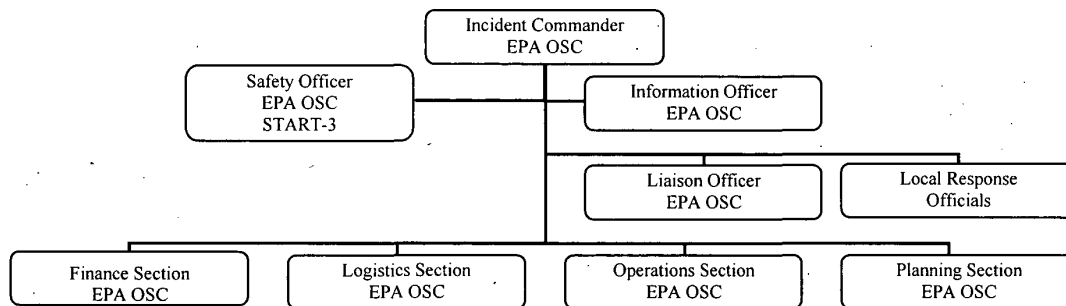 Incident Commander
EPA OSC
Safety Officer
EPA OSC
START-3
Information Officer
EPA OSC
Liaison Officer
EPA OSC
Local Response
Officials
Finance Section
EPA OSC
Logistics Section
EPA OSC
Operations Section
EPA OSC
Planning Section
EPA OSC